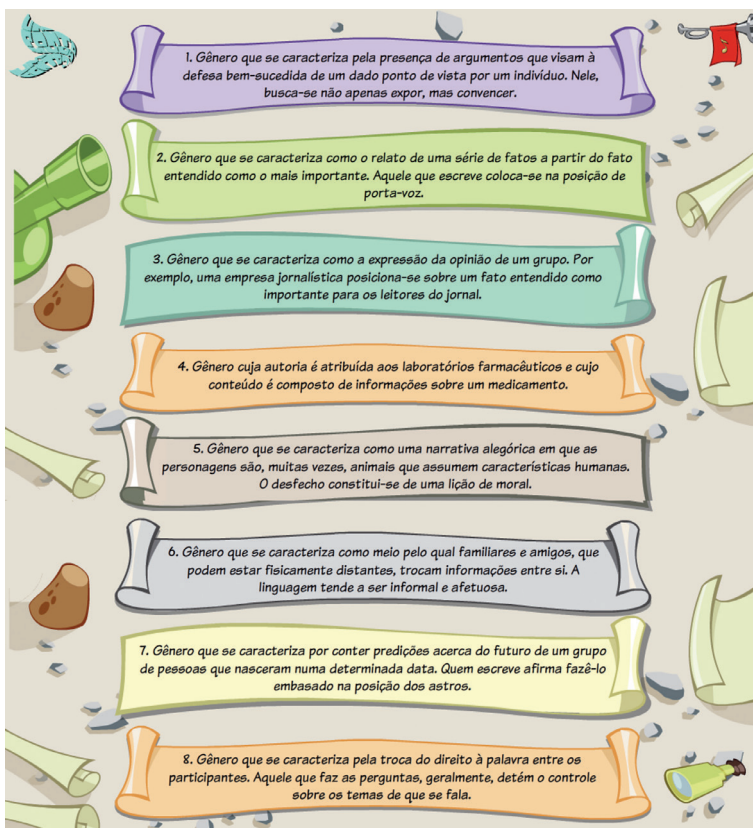 1. Gênero que se caracteriza pela presença de argumentos que visam à
defesa bem-sucedida de um dado ponto de vista por um indivíduo. Nele,
busca-se não apenas expor, mas convencer.
2. Gênero que se caracteriza como o relato de uma série de fatos a partir do fato
entendido como o mais importante. Aquele que escreve coloca-se na posição de
porta-voz.
3. Gênero que se caracteriza como a expressão da opinião de um grupo. Por
exemplo, uma empresa jornalística posiciona-se sobre um fato entendido como
importante para os leitores do jornal.
4. Gênero cuja autoria é atribuída aos laboratórios farmacêuticos e cujo
conteúdo é composto de informações sobre um medicamento.
5. Gênero que se caracteriza como uma narrativa alegórica em que as
personagens são, muitas vezes, animais que assumem características humanas.
O desfecho constitui-se de uma lição de moral.
6. Gênero que se caracteriza como meio pelo qual familiares e amigos, que
podem estar fisicamente distantes, trocam informações entre si. A
linguagem tende a ser informal e afetuosa.
7. Gênero que se caracteriza por conter predições acerca do futuro de um grupo
de pessoas que nasceram numa determinada data. Quem escreve afirma fazê-lo
embasado na posição dos astros.
8. Gênero que se caracteriza pela troca do direito à palavra entre os
participantes. Aquele que faz as perguntas, geralmente, detém o controle
sobre os temas de que se fala.